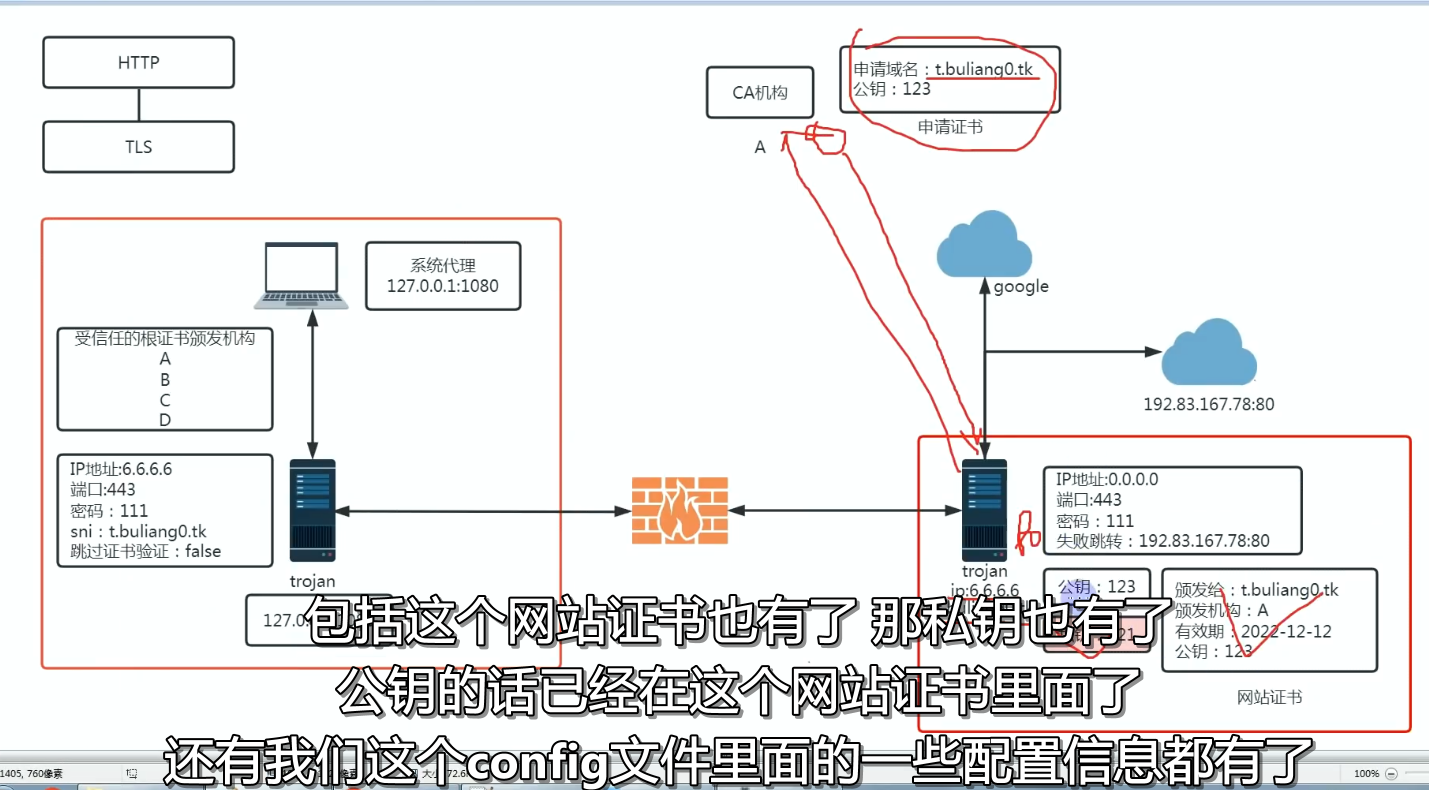 HTTP
TLS
CA机构
A
申请域名：t.buliang0.tk
公钥：123
申请证书
系统代理
127.0.0.1:1080
受信任的根证书颁发机构
A
B
C
D
google
192.83.167.78:80
IP地址:6.6.6.6
端口:443
密码：111
sni：t.buliang0.tk
跳过证书验证：false
trojan
IP地址:0.0.0.0
端口:443
密码：111
失败跳转：192.83.167.78:80
trojan
ip:6.6.6.6
公钥：123
颁发给：t.buliang0.tk
颁发机构：A
有效期：2022-12-12
公钥：123
网站证书
包括这个网站证书也有了 那私钥也有了
公钥的话已经在这个网站证书里面了
还有我们这个config文件里面的一些配置信息都有了
1405, 760像素
100%